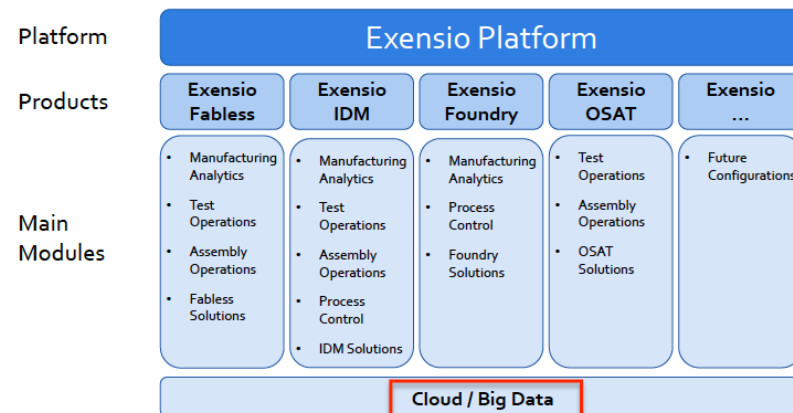 Platform
Exensio Platform
Products
Exensio
Fabless
Exensio
IDM
Exensio
Foundry
Exensio
OSAT
Exensio
...
Main
Modules
• Manufacturing
Analytics
• Test
Operations
• Assembly
Operations
• Fabless
Solutions
• Manufacturing
Analytics
• Test
Operations
• Assembly
Operations
• Process
Control
• IDM Solutions
• Manufacturing
Analytics
• Process
Control
• Foundry
Solutions
• Test
Operations
• Assembly
Operations
• OSAT
Solutions
• Future
Configurations
Cloud / Big Data